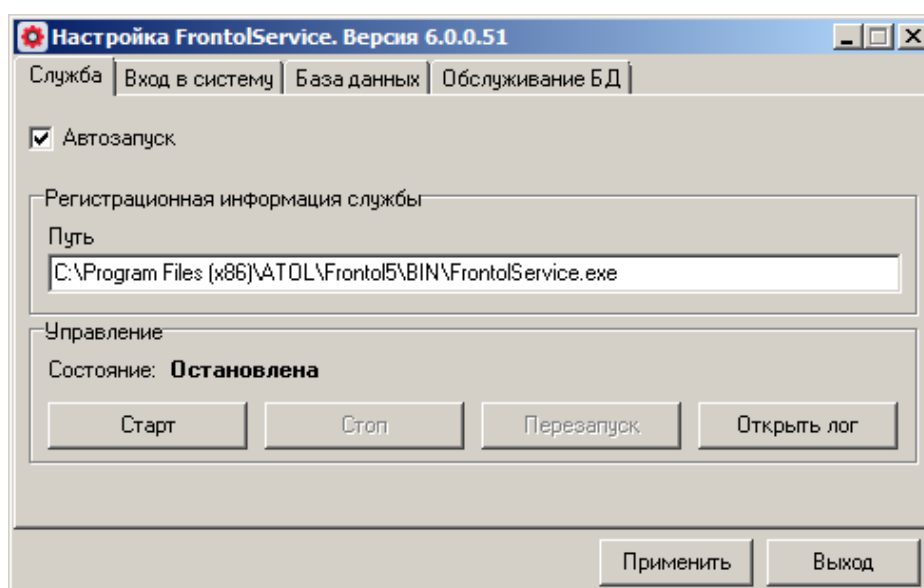 Настройка FrontolService. Версия 6.0.0.51
Служба Вход в систему База данных Обслуживание БД
Автозапуск
Регистрационная информация службы
Путь
C:\Program Files (x86)\ATOL\Frontol5\BIN\FrontolService.exe
Управление
Состояние: Остановлена
Старт Стоп Перезапуск Открыть лог
Применить Выход